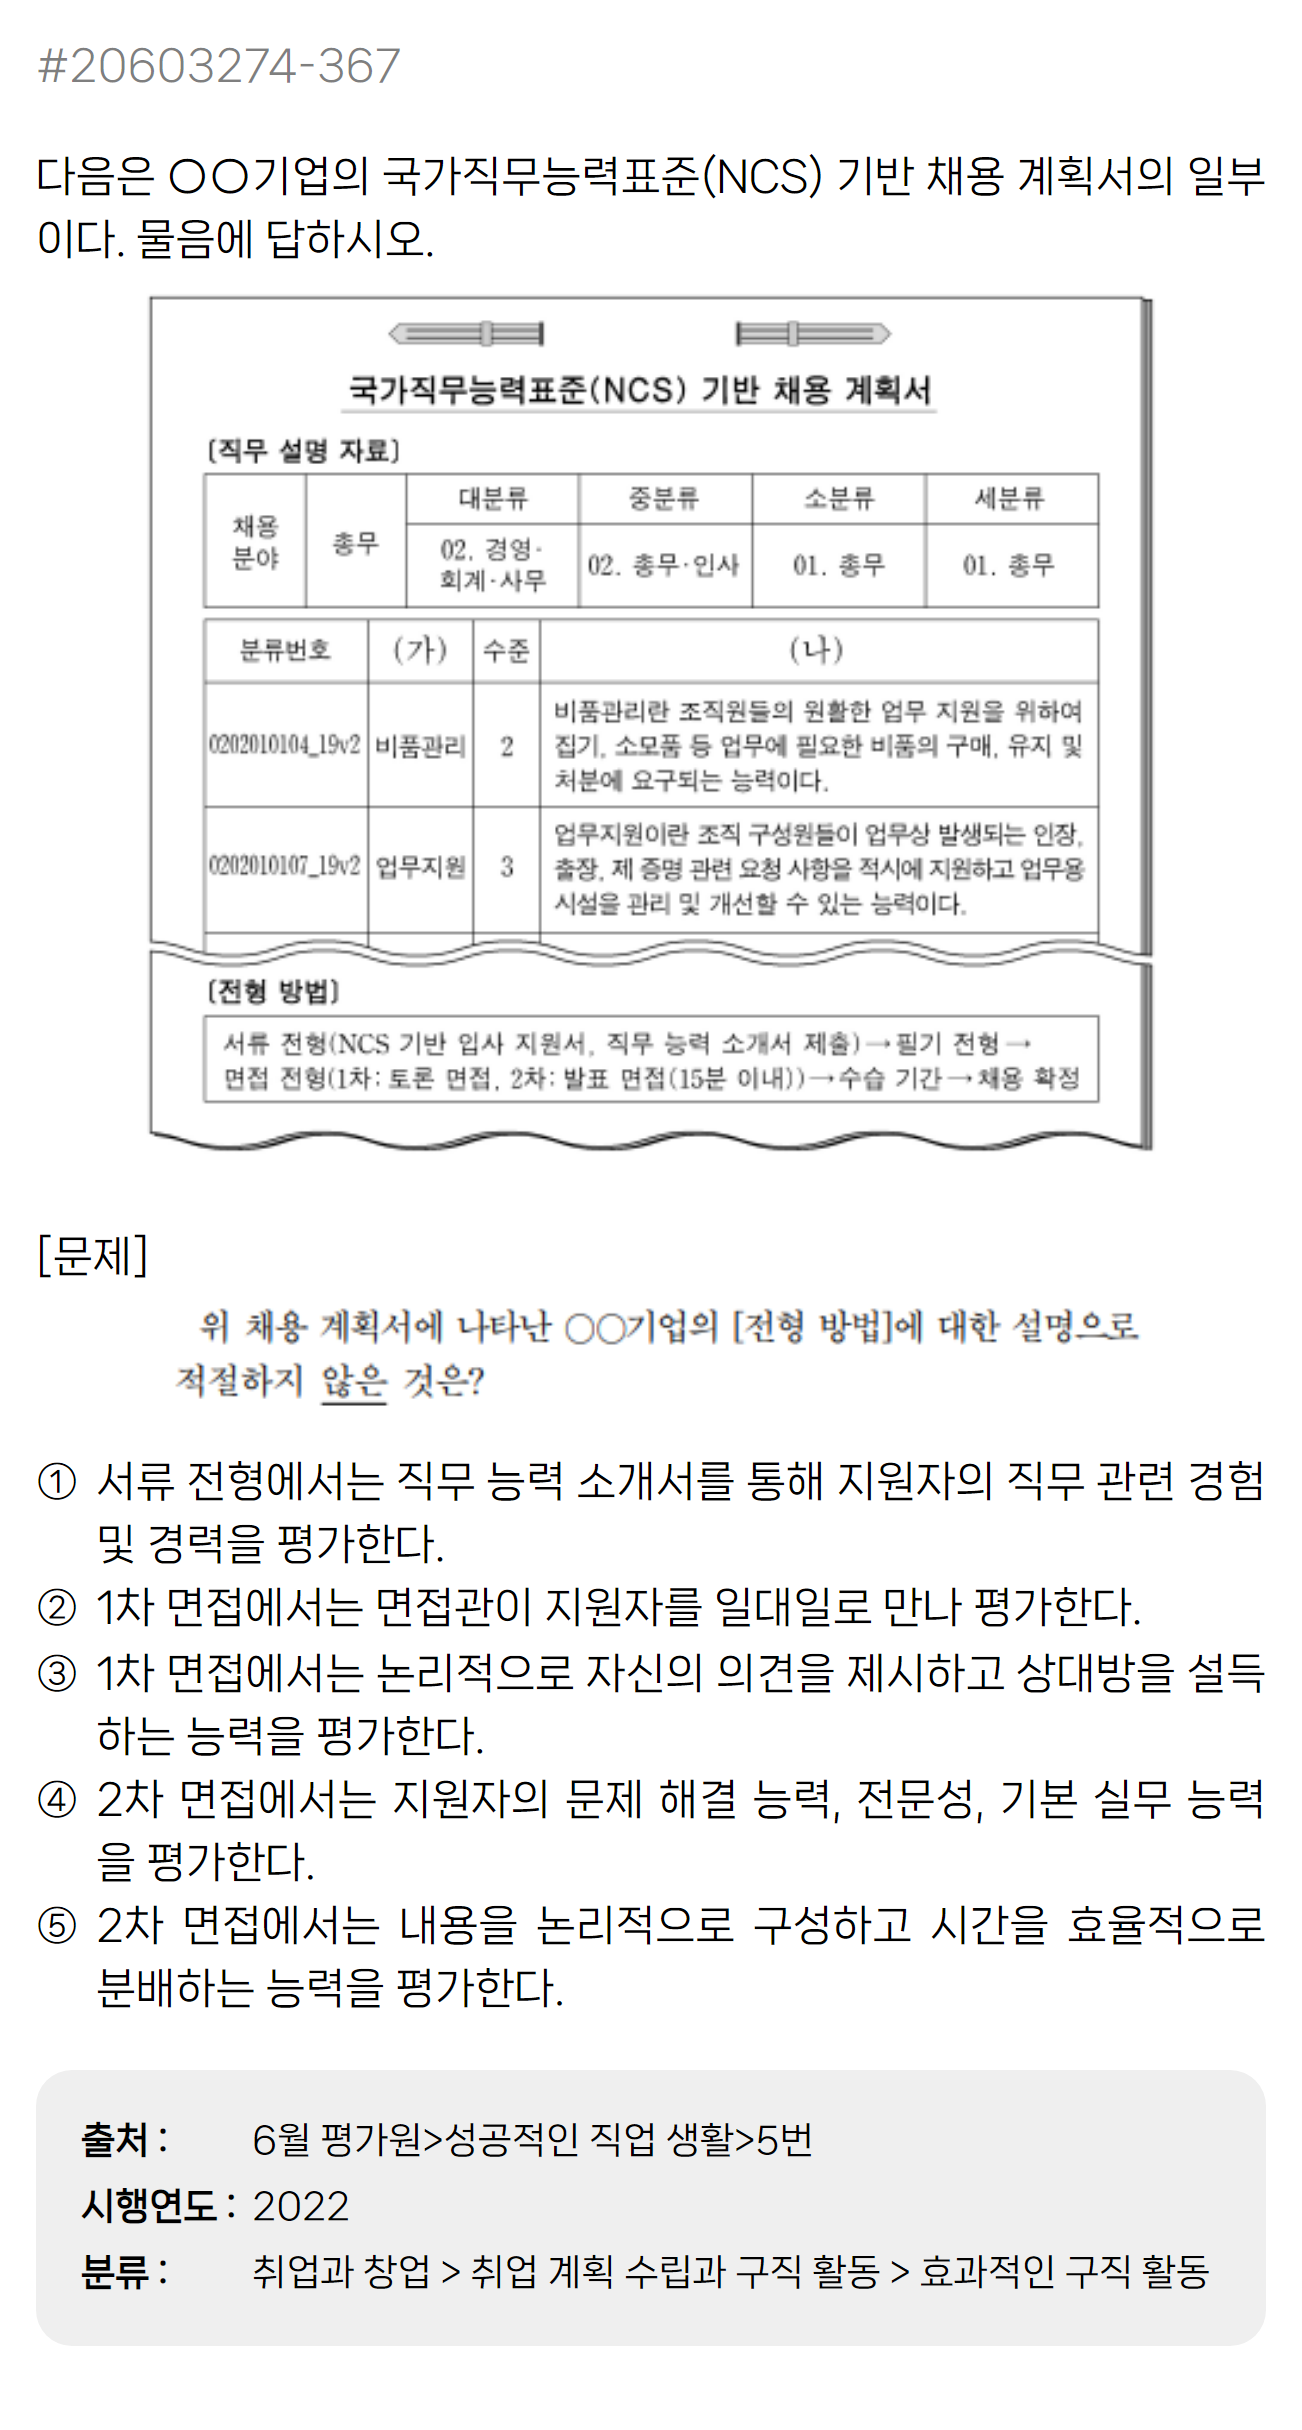 #20603274-367
다음은 ○○기업의 국가직무능력표준(NCS) 기반 채용 계획서의 일부
이다. 물음에 답하시오.
국가직무능력표준(NCS) 기반 채용 계획서
[직무 설명 자료]
채용 분야 총무 대분류 중분류 소분류 세분류
02. 경영·회계·사무 02. 총무·인사 01. 총무 01. 총무
분류번호 (가) 수준 (나)
0202010104_19v2 비품관리 2 비품관리란 조직원들의 원활한 업무 지원을 위하여
집기, 소모품 등 업무에 필요한 비품의 구매, 유지 및
처분에 요구되는 능력이다.
0202010107_19v2 업무지원 3 업무지원이란 조직 구성원들이 업무상 발생되는 인장,
출장, 제 증명 관련 요청 사항을 적시에 지원하고 업무용
시설을 관리 및 개선할 수 있는 능력이다.
[전형 방법]
서류 전형(NCS 기반 입사 지원서, 직무 능력 소개서 제출)→필기 전형→
면접 전형(1차: 토론 면접, 2차: 발표 면접(15분 이내))→수습 기간→채용 확정
[문제]
위 채용 계획서에 나타난 ○○기업의 [전형 방법]에 대한 설명으로
적절하지 않은 것은?
① 서류 전형에서는 직무 능력 소개서를 통해 지원자의 직무 관련 경험
및 경력을 평가한다.
② 1차 면접에서는 면접관이 지원자를 일대일로 만나 평가한다.
③ 1차 면접에서는 논리적으로 자신의 의견을 제시하고 상대방을 설득
하는 능력을 평가한다.
④ 2차 면접에서는 지원자의 문제 해결 능력, 전문성, 기본 실무 능력
을 평가한다.
⑤ 2차 면접에서는 내용을 논리적으로 구성하고 시간을 효율적으로
분배하는 능력을 평가한다.
출처 : 6월 평가원>성공적인 직업 생활>5번
시행연도 : 2022
분류 : 취업과 창업 > 취업 계획 수립과 구직 활동 > 효과적인 구직 활동